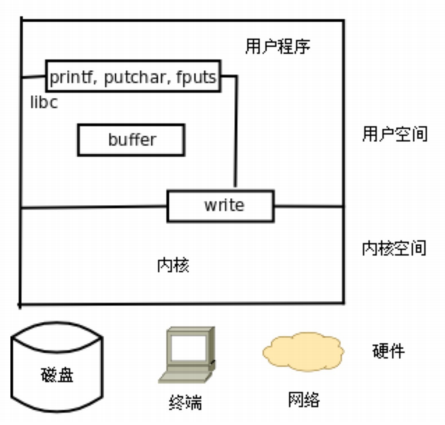 用户程序
printf, putchar, fputs
libc
buffer
用户空间
write
内核空间
内核
磁盘
终端
网络
硬件